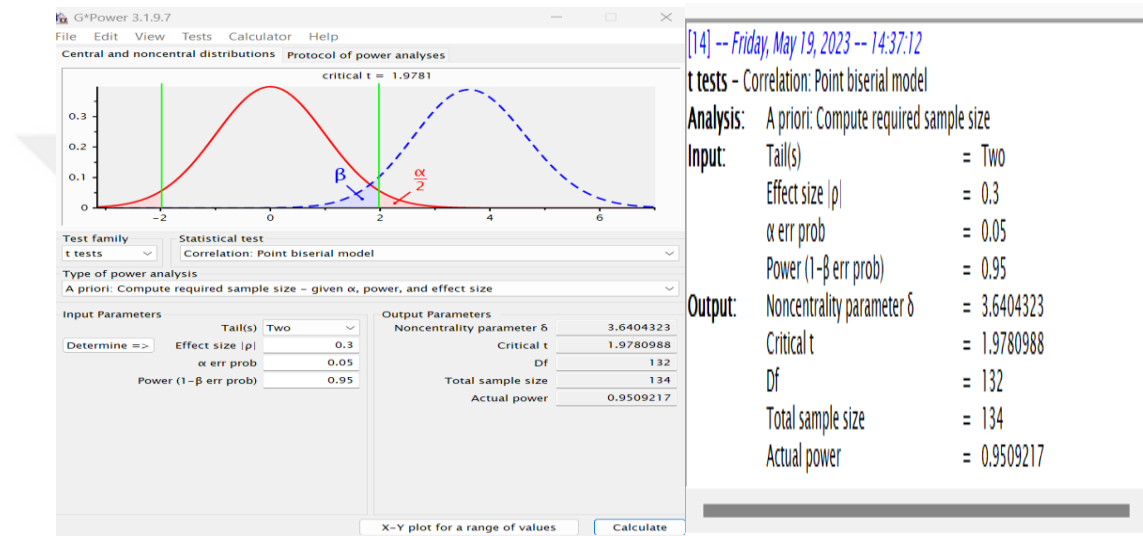 G*Power 3.1.9.7
File Edit View Tests Calculator Help
Central and noncentral distributions Protocol of power analyses
critical t = 1.9781
0.3
0.2
0.1
0
β
α
2
-2 0 2 4 6
Test family Statistical test
t tests Correlation: Point biserial model
Type of power analysis
A priori: Compute required sample size – given α, power, and effect size
Input Parameters
Tail(s) Two
Determine => Effect size |ρ| 0.3
α err prob 0.05
Power (1-β err prob) 0.95
Output Parameters
Noncentrality parameter δ 3.6404323
Critical t 1.9780988
Df 132
Total sample size 134
Actual power 0.9509217
X-Y plot for a range of values Calculate
[14] -- Friday, May 19, 2023 -- 14:37:12
t tests – Correlation: Point biserial model
Analysis: A priori: Compute required sample size
Input: Tail(s) = Two
Effect size |ρ| = 0.3
α err prob = 0.05
Power (1-β err prob) = 0.95
Output: Noncentrality parameter δ = 3.6404323
Critical t = 1.9780988
Df = 132
Total sample size = 134
Actual power = 0.9509217